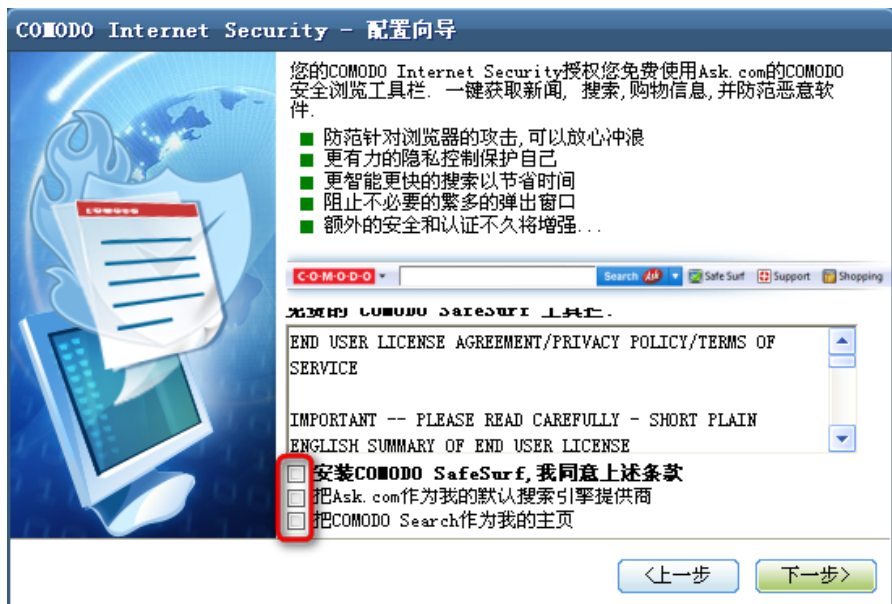 COMODO Internet Security - 配置向导
您的COMODO Internet Security授权您免费使用Ask.com的COMODO
安全浏览工具栏. 一键获取新闻, 搜索,购物信息,并防范恶意软
件.
防范针对浏览器的攻击,可以放心冲浪
更有力的隐私控制保护自己
更智能更快的搜索以节省时间
阻止不必要的繁多的弹出窗口
额外的安全和认证不久将增强...
COMODO
C·O·M·O·D·O Search Ask Safe Surf Support Shopping
免费的 COMODO SafeSurf 工具栏.
END USER LICENSE AGREEMENT/PRIVACY POLICY/TERMS OF
SERVICE
IMPORTANT -- PLEASE READ CAREFULLY - SHORT PLAIN
ENGLISH SUMMARY OF END USER LICENSE
安装COMODO SafeSurf,我同意上述条款
把Ask.com作为我的默认搜索引擎提供商
把COMODO Search作为我的主页
<上一步 下一步>